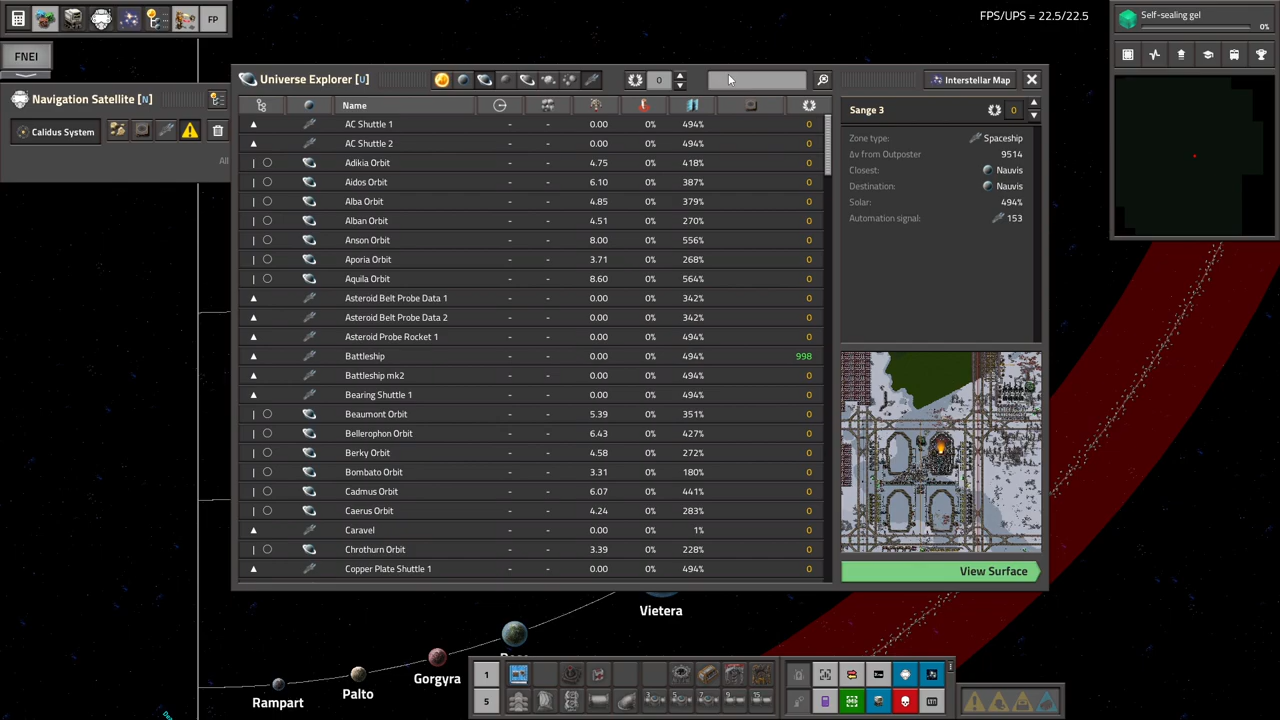 FP
FPS/UPS = 22.5/22.5
Self-sealing gel
0%
FNEI
Navigation Satellite [N]
Calidus System
All
Universe Explorer [U]
0
Interstellar Map
Name
AC Shuttle 1 - - 0.00 0% 494% 0
AC Shuttle 2 - - 0.00 0% 494% 0
Adikia Orbit - - 4.75 0% 418% 0
Aidos Orbit - - 6.10 0% 387% 0
Alba Orbit - - 4.85 0% 379% 0
Alban Orbit - - 4.51 0% 270% 0
Anson Orbit - - 8.00 0% 556% 0
Aporia Orbit - - 3.71 0% 268% 0
Aquila Orbit - - 8.60 0% 564% 0
Asteroid Belt Probe Data 1 - - 0.00 0% 342% 0
Asteroid Belt Probe Data 2 - - 0.00 0% 342% 0
Asteroid Probe Rocket 1 - - 0.00 0% 494% 0
Battleship - - 0.00 0% 494% 998
Battleship mk2 - - 0.00 0% 494% 0
Bearing Shuttle 1 - - 0.00 0% 494% 0
Beaumont Orbit - - 5.39 0% 351% 0
Bellerophon Orbit - - 6.43 0% 427% 0
Berky Orbit - - 4.58 0% 272% 0
Bombato Orbit - - 3.31 0% 180% 0
Cadmus Orbit - - 6.07 0% 441% 0
Caerus Orbit - - 4.24 0% 283% 0
Caravel - - 0.00 0% 1% 0
Chrothurn Orbit - - 3.39 0% 228% 0
Copper Plate Shuttle 1 - - 0.00 0% 494% 0
Sange 3 0
Zone type: Spaceship
Δv from Outposter 9514
Closest: Nauvis
Destination: Nauvis
Solar: 494%
Automation signal: 153
View Surface
Vietera
Gorgyra
Palto
Rampart
1
5
3 5 7 9 15